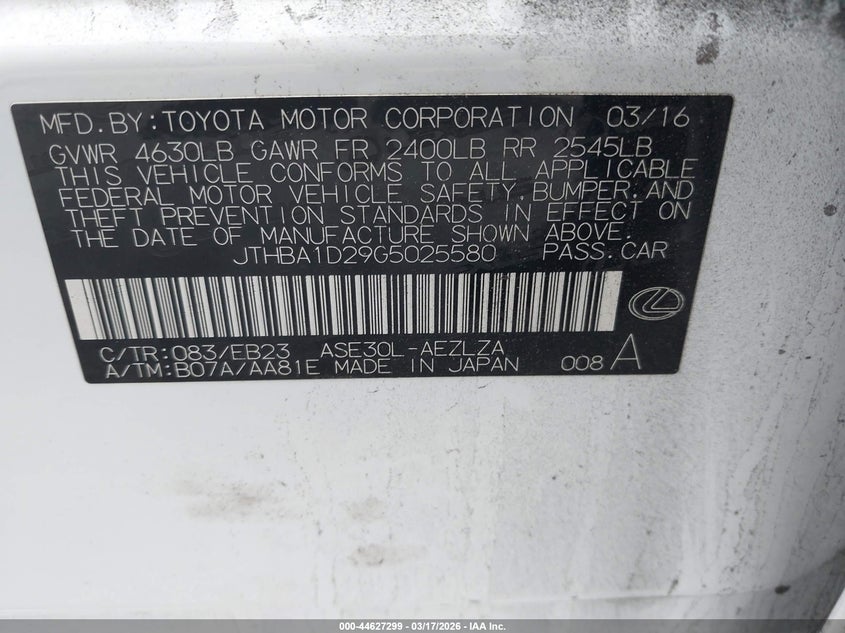 MFD.BY:TOYOTA MOTOR CORPORATION 03/16
GVWR 4630LB GAWR FR 2400LB RR 2545LB
THIS VEHICLE CONFORMS TO ALL APPLICABLE
FEDERAL MOTOR VEHICLE SAFETY,BUMPER,AND
THEFT PREVENTION STANDARDS IN EFFECT ON
THE DATE OF MANUFACTURE SHOWN ABOVE.
JTHBA1D29G5025580 PASS.CAR
C/TR:083/EB23 ASE30L-AEZLZA
A/TM:B07A/AA81E MADE IN JAPAN 008A
000-44627299 | 03/17/2026 | IAA Inc.